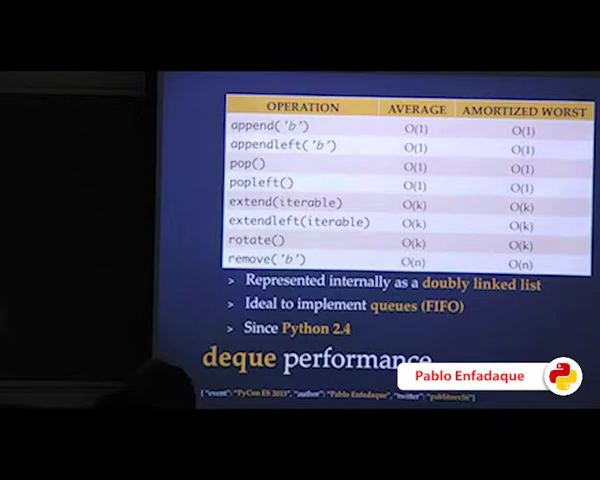 OPERATION AVERAGE AMORTIZED WORST
append('b') O(1) O(1)
appendleft('b') O(1) O(1)
pop() O(1) O(1)
popleft() O(1) O(1)
extend(iterable) O(k) O(k)
extendleft(iterable) O(k) O(k)
rotate() O(k) O(k)
remove('b') O(n) O(n)
> Represented internally as a doubly linked list
> Ideal to implement queues (FIFO)
> Since Python 2.4
deque performance
Pablo Enfadaque
{ "event": "PyCon ES 2013", "author": "Pablo Enfadaque", "twitter":